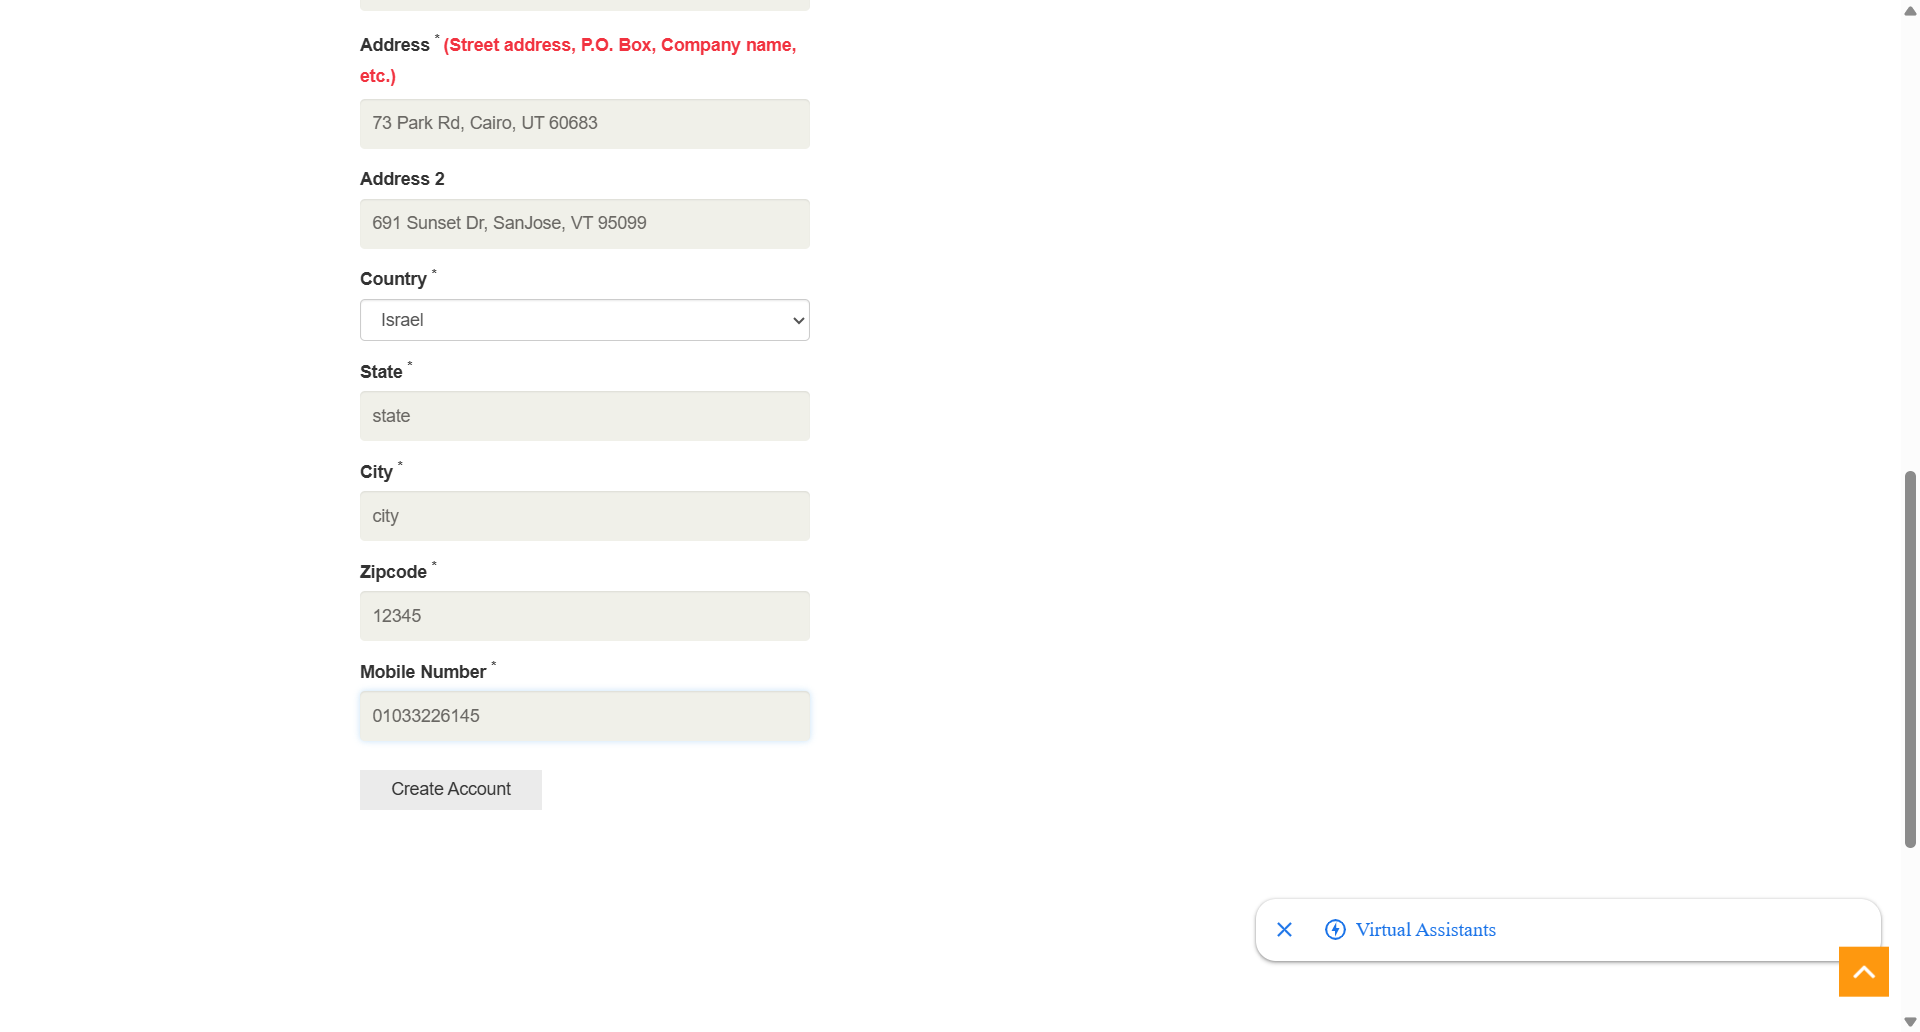 Address * (Street address, P.O. Box, Company name,
etc.)
73 Park Rd, Cairo, UT 60683
Address 2
691 Sunset Dr, SanJose, VT 95099
Country *
Israel
State *
state
City *
city
Zipcode *
12345
Mobile Number *
01033226145
Create Account
Virtual Assistants